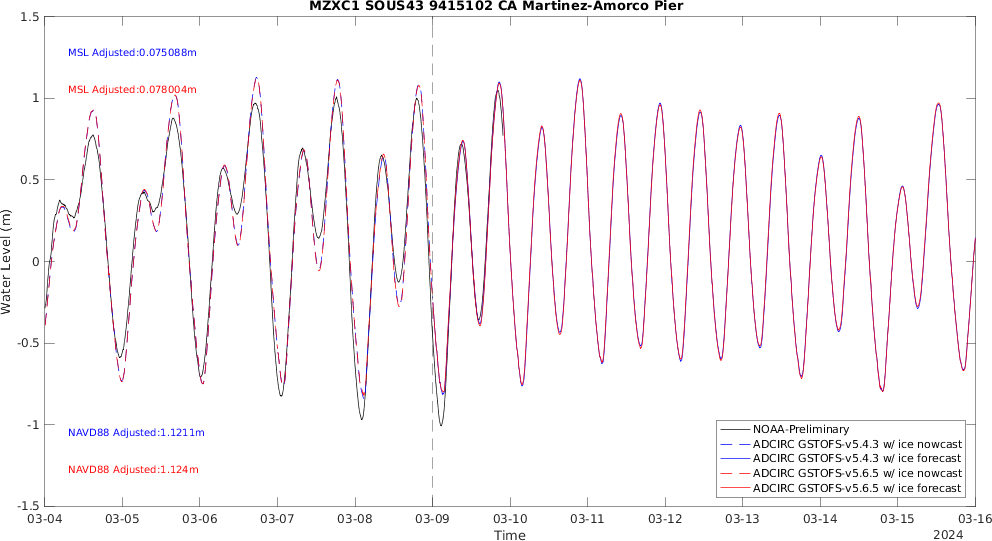 MZXC1 SOUS43 9415102 CA Martinez-Amorco Pier
1.5
1
0.5
0
-0.5
-1
-1.5
Water Level (m)
MSL Adjusted:0.075088m
MSL Adjusted:0.078004m
NAVD88 Adjusted:1.1211m
NAVD88 Adjusted:1.124m
NOAA-Preliminary
ADCIRC GSTOFS-v5.4.3 w/ ice nowcast
ADCIRC GSTOFS-v5.4.3 w/ ice forecast
ADCIRC GSTOFS-v5.6.5 w/ ice nowcast
ADCIRC GSTOFS-v5.6.5 w/ ice forecast
03-04 03-05 03-06 03-07 03-08 03-09 03-10 03-11 03-12 03-13 03-14 03-15 03-16
Time
2024